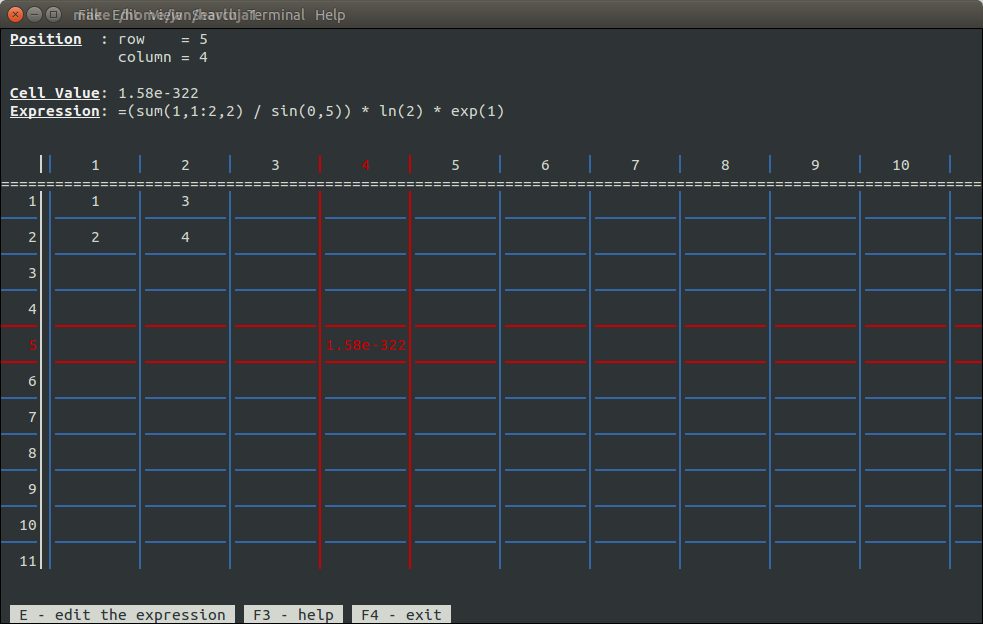 File Edit View Search Terminal Help
Position : row = 5
column = 4
Cell Value: 1.58e-322
Expression: =(sum(1,1:2,2) / sin(0,5)) * ln(2) * exp(1)
1 2 3 4 5 6 7 8 9 10
1 1 3
2 2 4
3
4
5 1.58e-322
6
7
8
9
10
11
E - edit the expression F3 - help F4 - exit